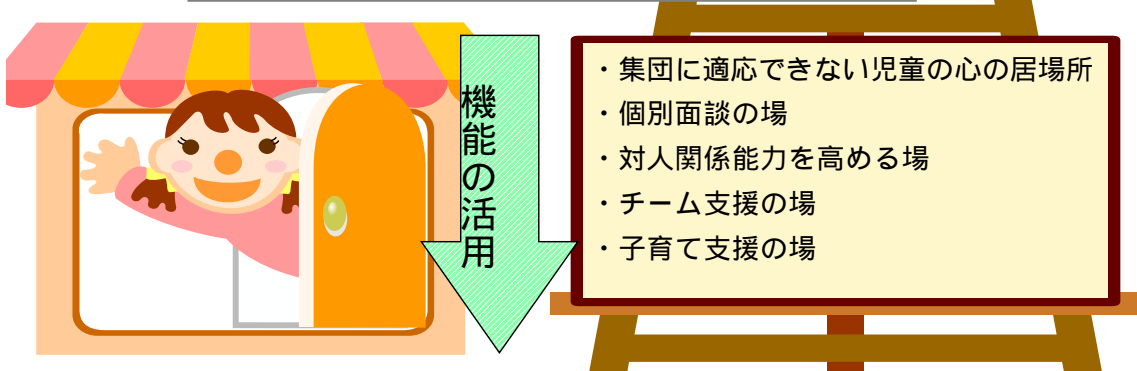 機能の活用
・集団に適応できない児童の心の居場所
・個別面談の場
・対人関係能力を高める場
・チーム支援の場
・子育て支援の場